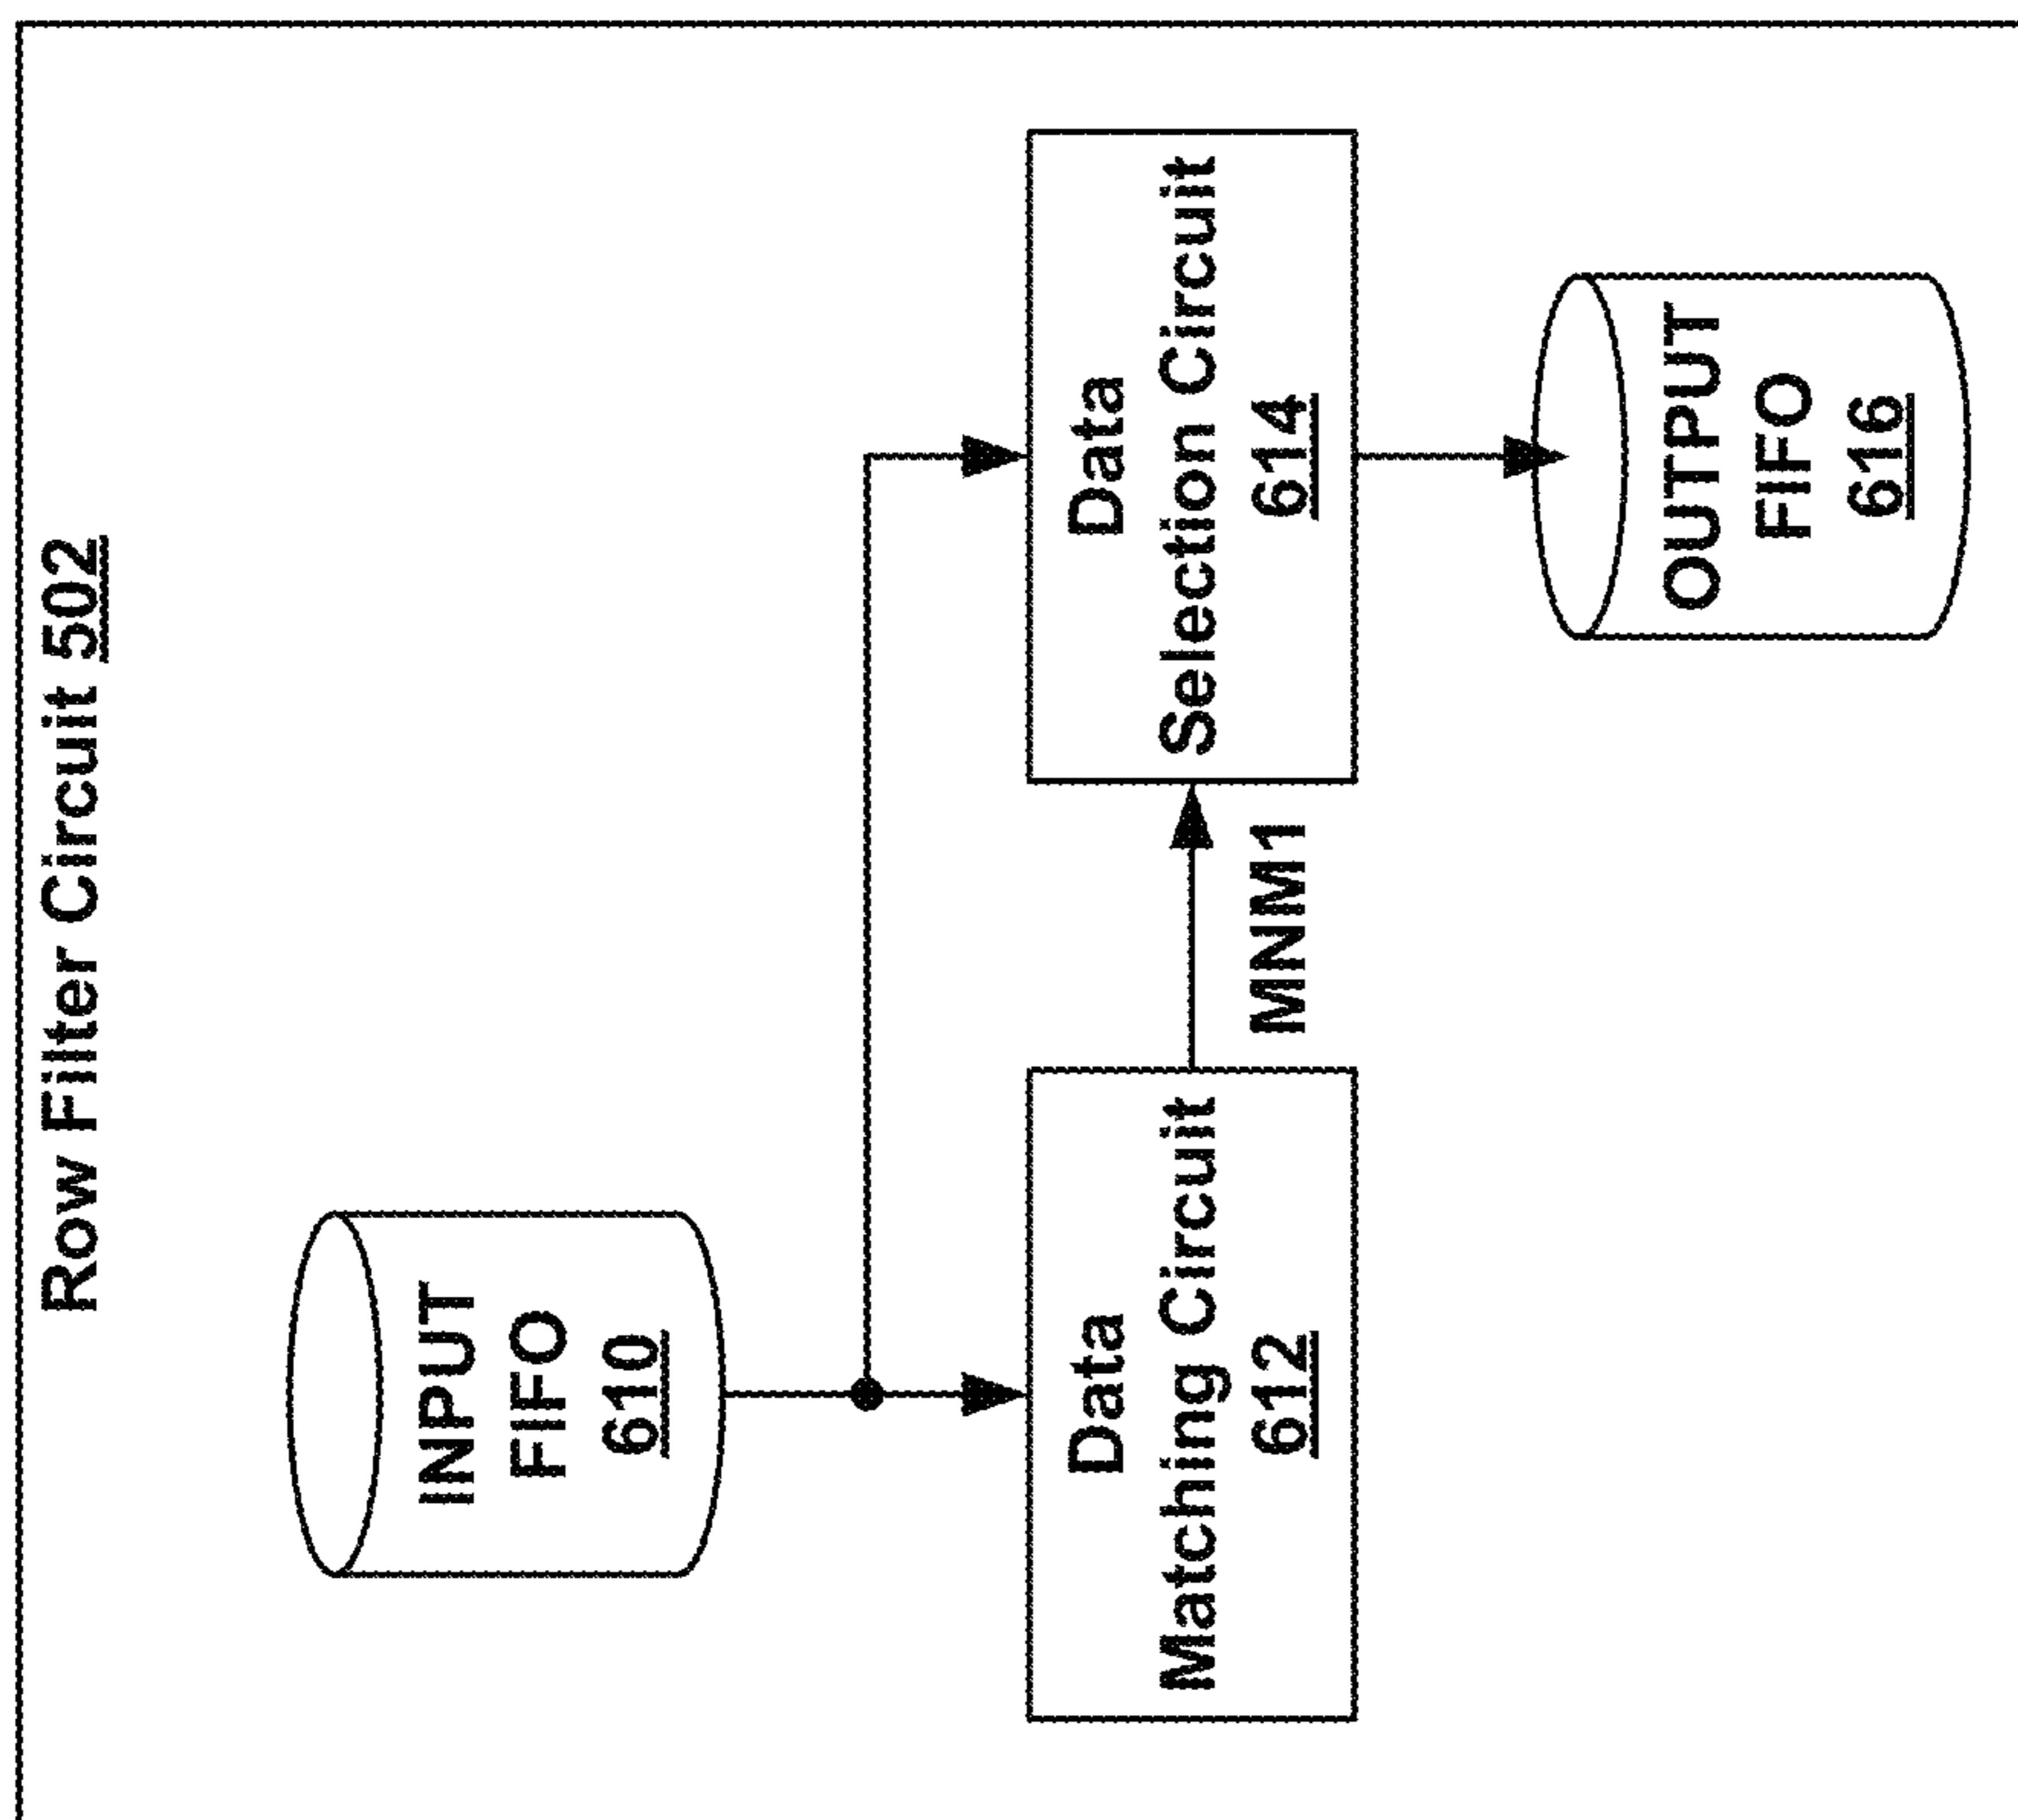 Row Filter Circuit 502
INPUT
FIFO
610
Data
Matching Circuit
612
MNM1
Data
Selection Circuit
614
OUTPUT
FIFO
616